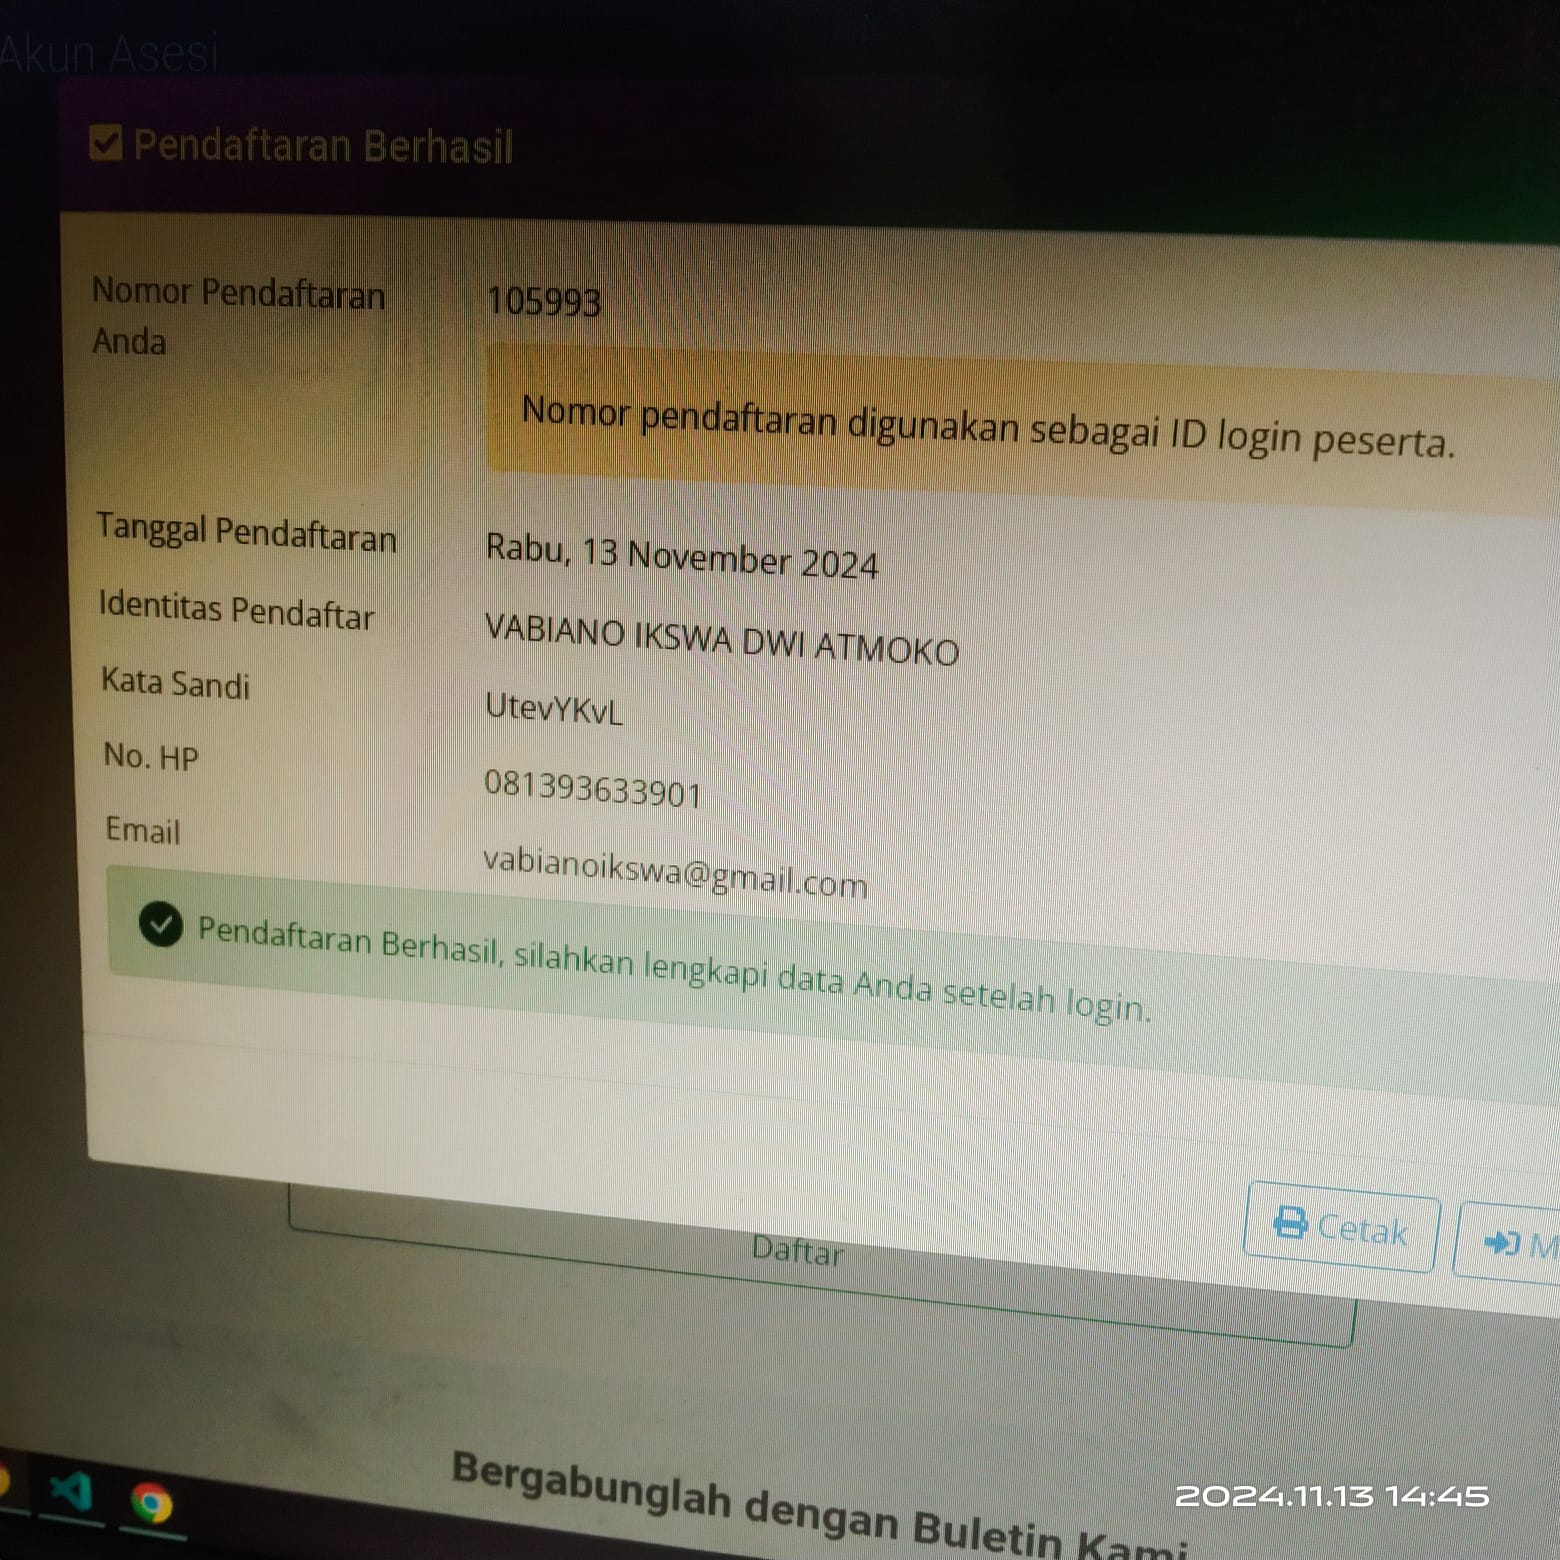 Akun Asesi
Pendaftaran Berhasil
Nomor Pendaftaran Anda
105993
Nomor pendaftaran digunakan sebagai ID login peserta.
Tanggal Pendaftaran
Rabu, 13 November 2024
Identitas Pendaftar
VABIANO IKSWA DWI ATMOKO
Kata Sandi
UtevYKvL
No. HP
081393633901
Email
vabianoikswa@gmail.com
Pendaftaran Berhasil, silahkan lengkapi data Anda setelah login.
Cetak
M
Daftar
Bergabunglah dengan Buletin Kami
2024.11.13 14:45